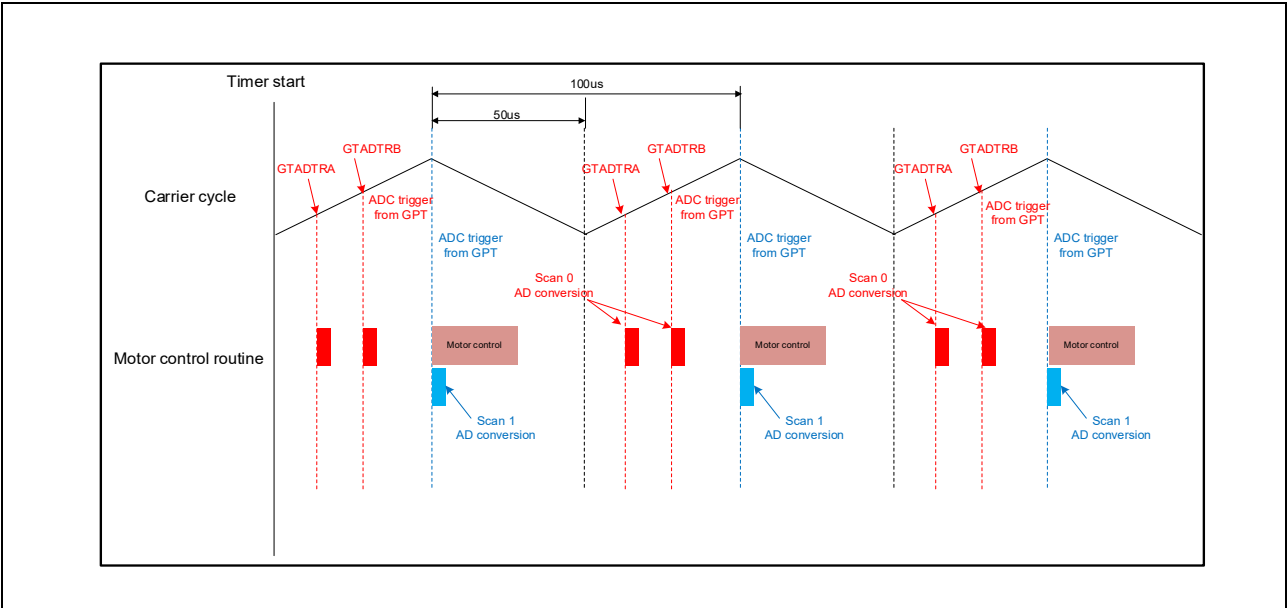 Timer start
100us
50us
GTADTRB
GTADTRA
GTADTRB
GTADTRA
GTADTRB
GTADTRA
Carrier cycle
ADC trigger
from GPT
ADC trigger
from GPT
ADC trigger
from GPT
ADC trigger
from GPT
ADC trigger
from GPT
ADC trigger
from GPT
Scan 0
AD conversion
Scan 0
AD conversion
Motor control routine
Motor control
Motor control
Motor control
Scan 1
AD conversion
Scan 1
AD conversion
Scan 1
AD conversion